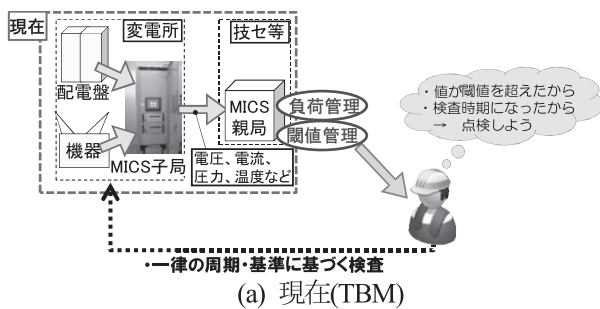 現在
変電所
技セ等
配電盤
機器
MICS子局
MICS
親局
負荷管理
閾値管理
電圧、電流、
圧力、温度など
・値が閾値を超えたから
・検査時期になったから
→ 点検しよう
・一律の周期・基準に基づく検査
(a) 現在(TBM)